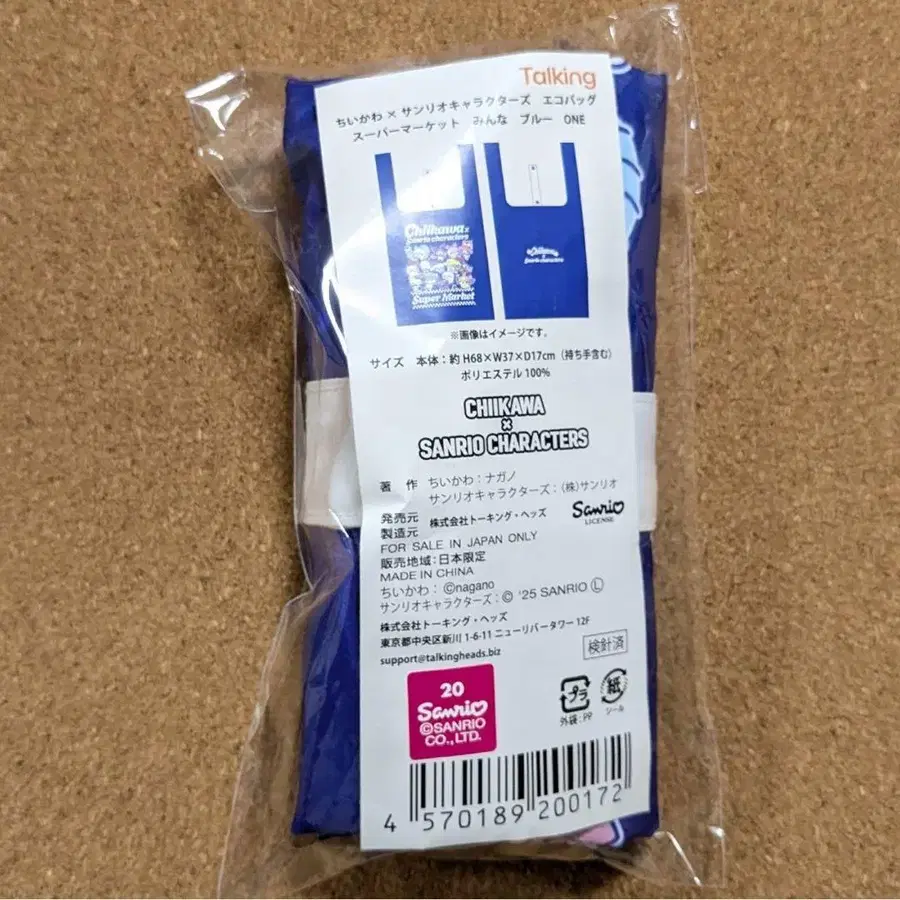 Talking
ちいかわ × サンリオキャラクターズ エコバッグ
スーパーマーケット みんな ブルー ONE
Chiikawa x
Sanrio characters
Super Market
Chiikawa
x
Sanrio characters
※画像はイメージです。
サイズ 本体：約 H68×W37×D17cm（持ち手含む）
ポリエステル 100%
CHIIKAWA
×
SANRIO CHARACTERS
著 作 ちいかわ：ナガノ
サンリオキャラクターズ：(株)サンリオ
発売元
製造元 株式会社トーキング・ヘッズ
Sanrio
LICENSE
FOR SALE IN JAPAN ONLY
販売地域：日本限定
MADE IN CHINA
ちいかわ：©nagano
サンリオキャラクターズ：© '25 SANRIO Ⓛ
株式会社トーキング・ヘッズ
東京都中央区新川 1-6-11 ニューリバータワー 12F
support@talkingheads.biz
検針済
20
Sanrio
©SANRIO
CO.,LTD.
プラ
外袋：PP
紙
シール
4 570189 200172